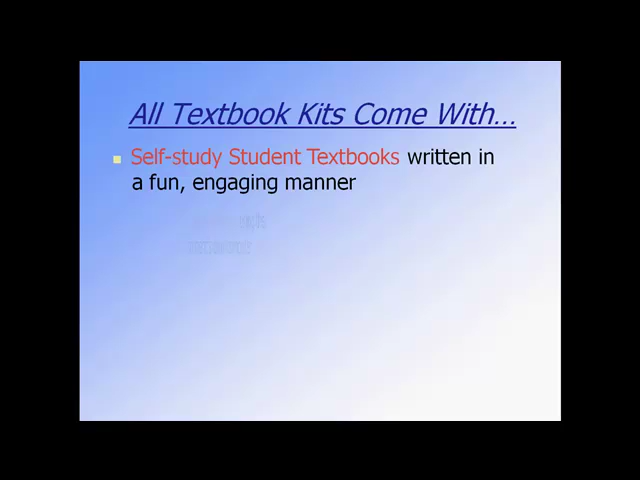 All Textbook Kits Come With…
Self-study Student Textbooks written in
a fun, engaging manner